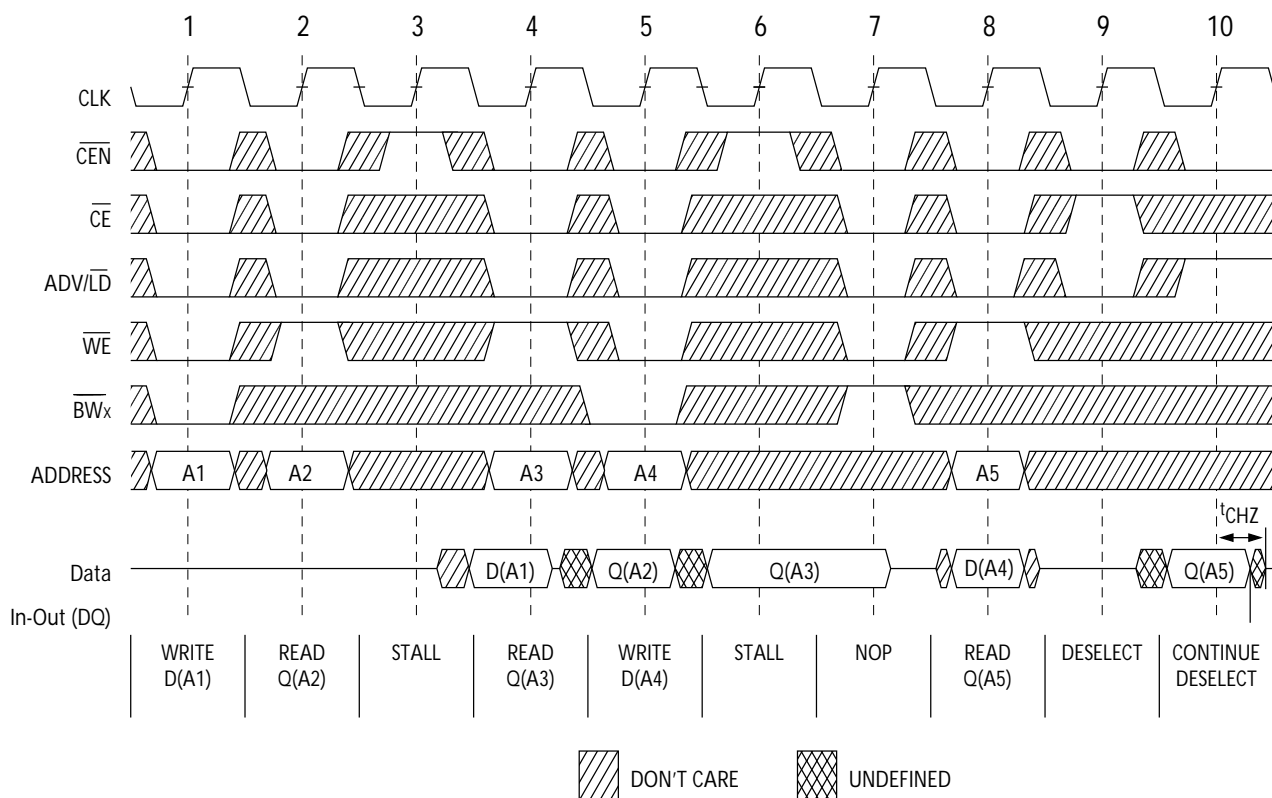 1 2 3 4 5 6 7 8 9 10
CLK
CEN
CE
ADV/LD
WE
BWx
ADDRESS A1 A2 A3 A4 A5
tCHZ
Data D(A1) Q(A2) Q(A3) D(A4) Q(A5)
In-Out (DQ)
WRITE READ STALL READ WRITE STALL NOP READ DESELECT CONTINUE
D(A1) Q(A2) Q(A3) D(A4) Q(A5) DESELECT
DON'T CARE UNDEFINED